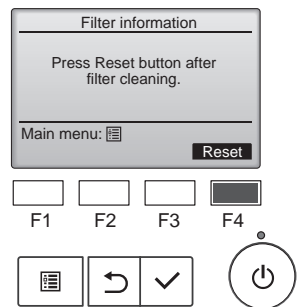 Filter information
Press Reset button after
filter cleaning.
Main menu:
Reset
F1 F2 F3 F4